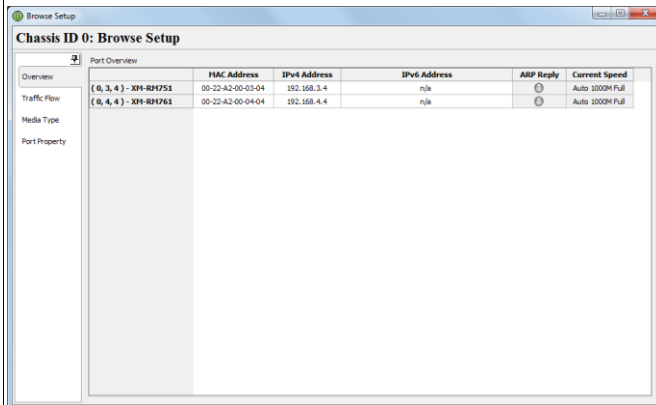 Browse Setup
Chassis ID 0: Browse Setup
Overview
Traffic Flow
Media Type
Port Property
Port Overview
MAC Address IPv4 Address IPv6 Address ARP Reply Current Speed
( 0, 3, 4 ) - XM-RM751 00-22-A2-00-03-04 192.168.3.4 n/a Auto 1000M Full
( 0, 4, 4 ) - XM-RM761 00-22-A2-00-04-04 192.168.4.4 n/a Auto 1000M Full